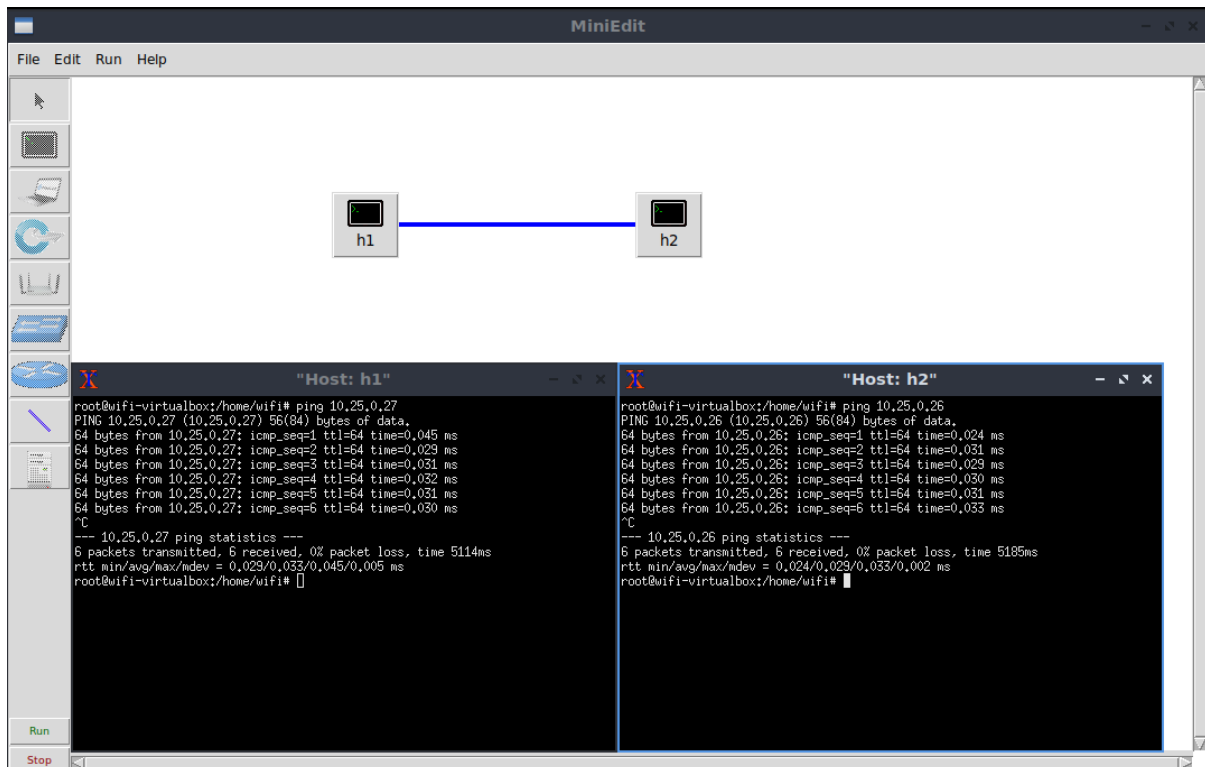 MiniEdit
File Edit Run Help
h1
h2
"Host: h1"
root@wifi-virtualbox:/home/wifi# ping 10.25.0.27
PING 10.25.0.27 (10.25.0.27) 56(84) bytes of data.
64 bytes from 10.25.0.27: icmp_seq=1 ttl=64 time=0.045 ms
64 bytes from 10.25.0.27: icmp_seq=2 ttl=64 time=0.029 ms
64 bytes from 10.25.0.27: icmp_seq=3 ttl=64 time=0.031 ms
64 bytes from 10.25.0.27: icmp_seq=4 ttl=64 time=0.032 ms
64 bytes from 10.25.0.27: icmp_seq=5 ttl=64 time=0.031 ms
64 bytes from 10.25.0.27: icmp_seq=6 ttl=64 time=0.030 ms
^C
--- 10.25.0.27 ping statistics ---
6 packets transmitted, 6 received, 0% packet loss, time 5114ms
rtt min/avg/max/mdev = 0.029/0.033/0.045/0.005 ms
root@wifi-virtualbox:/home/wifi#
"Host: h2"
root@wifi-virtualbox:/home/wifi# ping 10.25.0.26
PING 10.25.0.26 (10.25.0.26) 56(84) bytes of data.
64 bytes from 10.25.0.26: icmp_seq=1 ttl=64 time=0.024 ms
64 bytes from 10.25.0.26: icmp_seq=2 ttl=64 time=0.031 ms
64 bytes from 10.25.0.26: icmp_seq=3 ttl=64 time=0.029 ms
64 bytes from 10.25.0.26: icmp_seq=4 ttl=64 time=0.030 ms
64 bytes from 10.25.0.26: icmp_seq=5 ttl=64 time=0.031 ms
64 bytes from 10.25.0.26: icmp_seq=6 ttl=64 time=0.033 ms
^C
--- 10.25.0.26 ping statistics ---
6 packets transmitted, 6 received, 0% packet loss, time 5185ms
rtt min/avg/max/mdev = 0.024/0.029/0.033/0.002 ms
root@wifi-virtualbox:/home/wifi#
Run
Stop